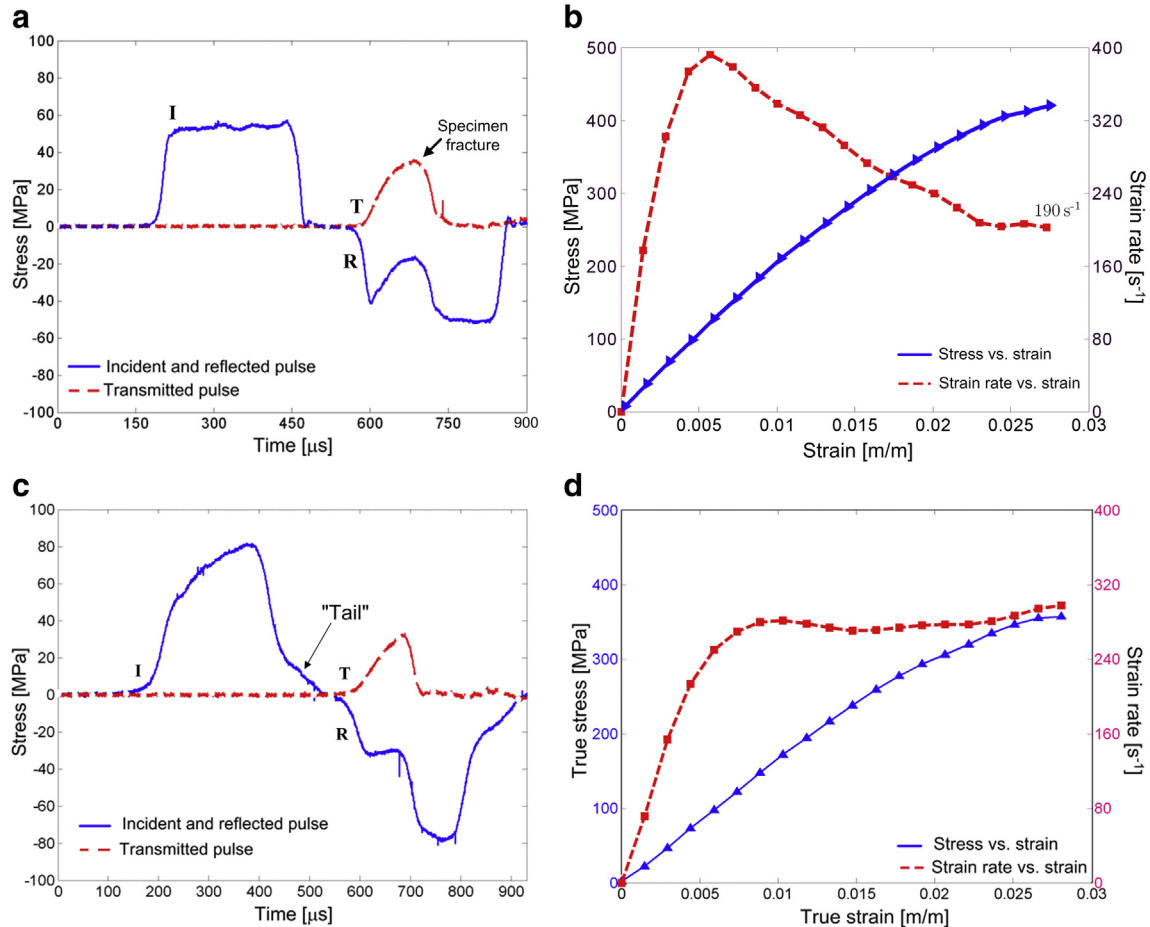 a
100
80
60
40
20
0
-20
-40
-60
-80
-100
Stress [MPa]
0
150
300
450
600
750
900
Time [μs]
I
T
R
Specimen
fracture
Incident and reflected pulse
Transmitted pulse
b
500
400
300
200
100
0
Stress [MPa]
400
320
240
160
80
0
Strain rate [s⁻¹]
0
0.005
0.01
0.015
0.02
0.025
0.03
Strain [m/m]
190 s⁻¹
Stress vs. strain
Strain rate vs. strain
c
100
80
60
40
20
0
-20
-40
-60
-80
-100
Stress [MPa]
0
100
200
300
400
500
600
700
800
900
Time [μs]
I
"Tail"
T
R
Incident and reflected pulse
Transmitted pulse
d
500
400
300
200
100
0
True stress [MPa]
400
320
240
160
80
0
Strain rate [s⁻¹]
0
0.005
0.01
0.015
0.02
0.025
0.03
True strain [m/m]
Stress vs. strain
Strain rate vs. strain